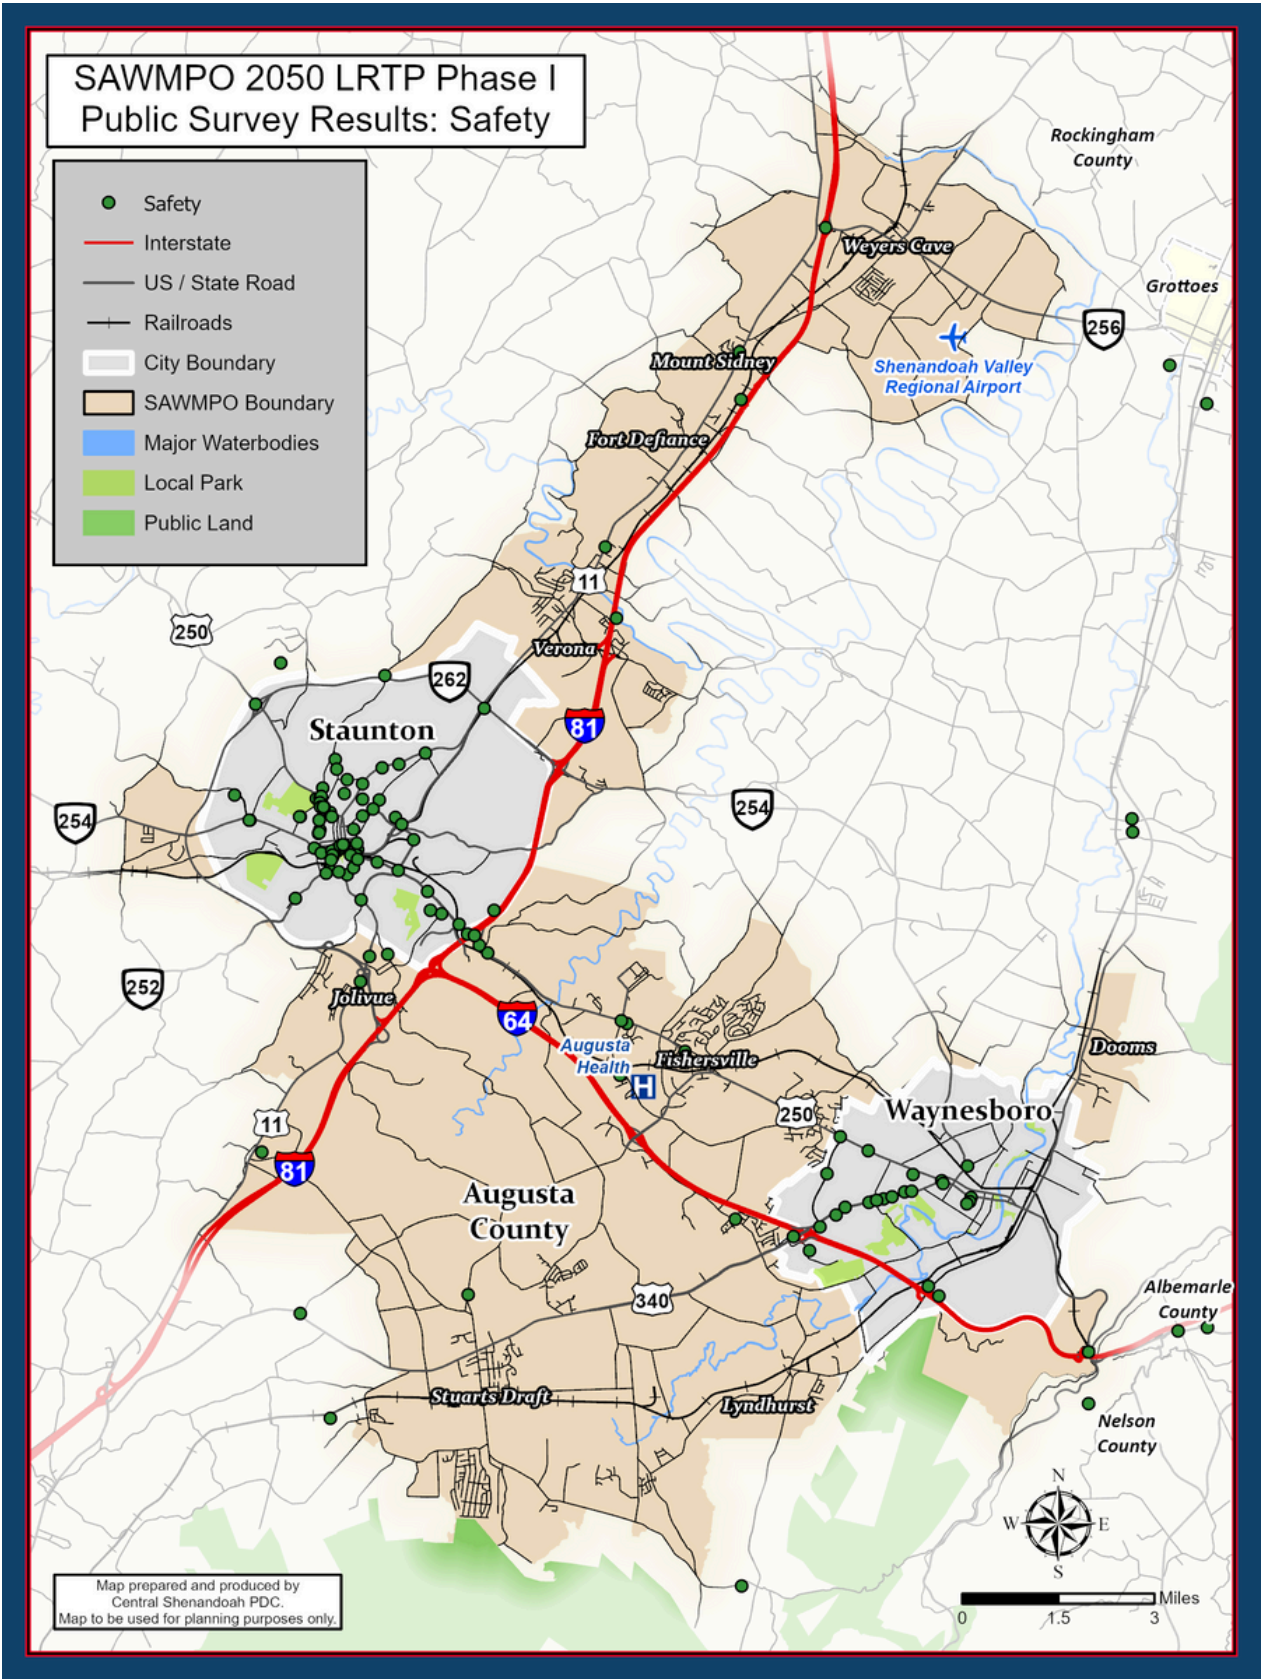 SAWMPO 2050 LRTP Phase I
Public Survey Results: Safety
Safety
Interstate
US / State Road
Railroads
City Boundary
SAWMPO Boundary
Major Waterbodies
Local Park
Public Land
Rockingham
County
Weyers Cave
Grottoes
256
Shenandoah Valley
Regional Airport
Mount Sidney
Fort Defiance
11
250
Verona
262
81
Staunton
254
254
252
Jolivue
64
Augusta
Health
H
Fishersville
Dooms
250
Waynesboro
11
81
Augusta
County
340
Albemarle
County
Stuarts Draft
Lyndhurst
Nelson
County
N
W
E
S
Miles
0
1.5
3
Map prepared and produced by
Central Shenandoah PDC.
Map to be used for planning purposes only.